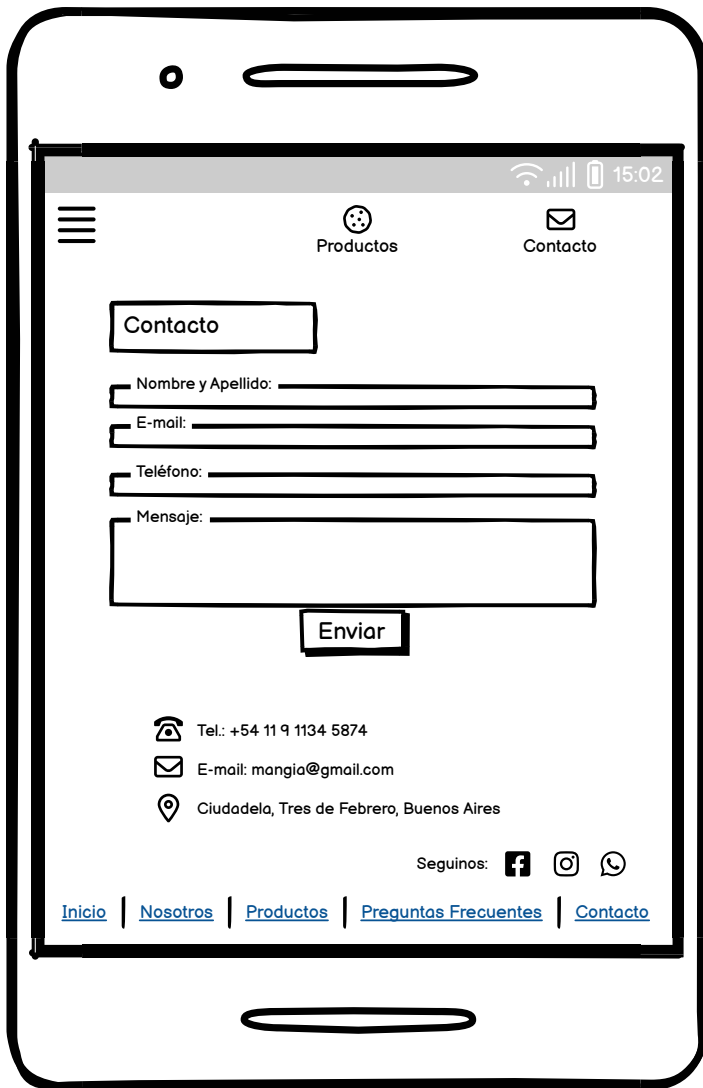 15:02
Productos Contacto
Contacto
Nombre y Apellido:
E-mail:
Teléfono:
Mensaje:
Enviar
Tel.: +54 11 9 1134 5874
E-mail: mangia@gmail.com
Ciudadela, Tres de Febrero, Buenos Aires
Seguinos:
Inicio Nosotros Productos Preguntas Frecuentes Contacto